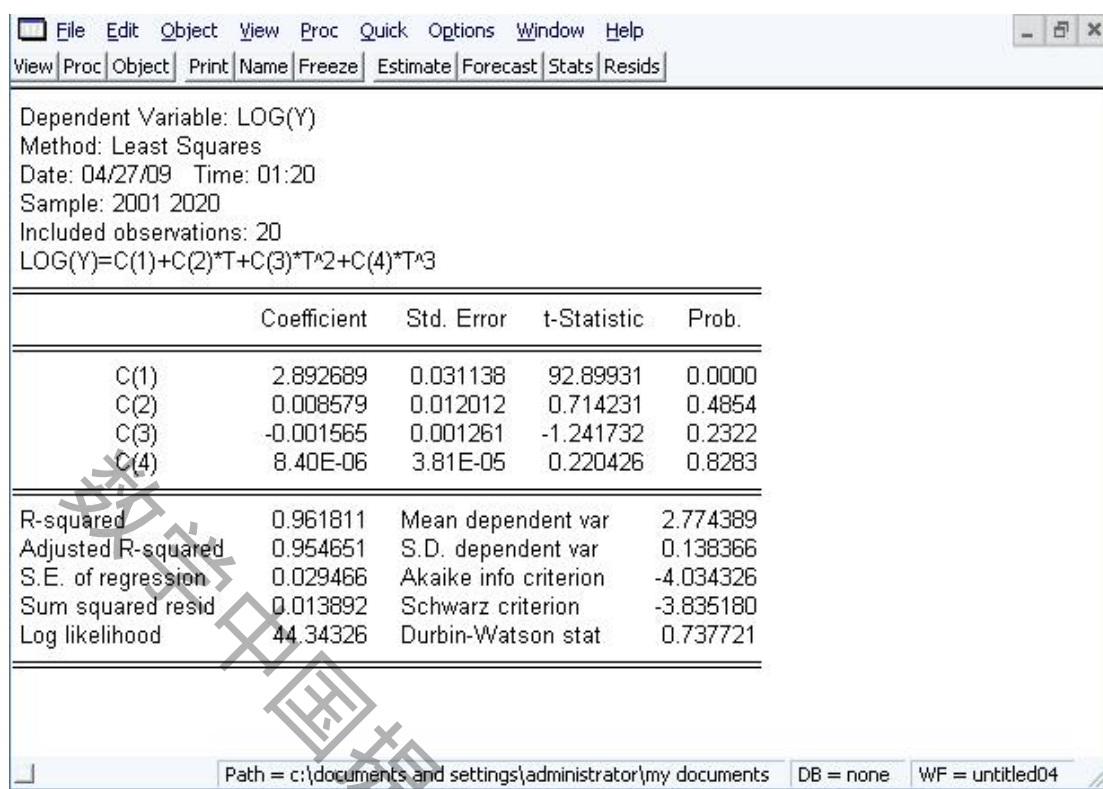 File Edit Object View Proc Quick Options Window Help
View Proc Object Print Name Freeze Estimate Forecast Stats Resids
Dependent Variable: LOG(Y)
Method: Least Squares
Date: 04/27/09 Time: 01:20
Sample: 2001 2020
Included observations: 20
LOG(Y)=C(1)+C(2)*T+C(3)*T^2+C(4)*T^3
Coefficient Std. Error t-Statistic Prob.
C(1) 2.892689 0.031138 92.89931 0.0000
C(2) 0.008579 0.012012 0.714231 0.4854
C(3) -0.001565 0.001261 -1.241732 0.2322
C(4) 8.40E-06 3.81E-05 0.220426 0.8283
R-squared 0.961811 Mean dependent var 2.774389
Adjusted R-squared 0.954651 S.D. dependent var 0.138366
S.E. of regression 0.029466 Akaike info criterion -4.034326
Sum squared resid 0.013892 Schwarz criterion -3.835180
Log likelihood 44.34326 Durbin-Watson stat 0.737721
数学中国
Path = c:\documents and settings\administrator\my documents DB = none WF = untitled04